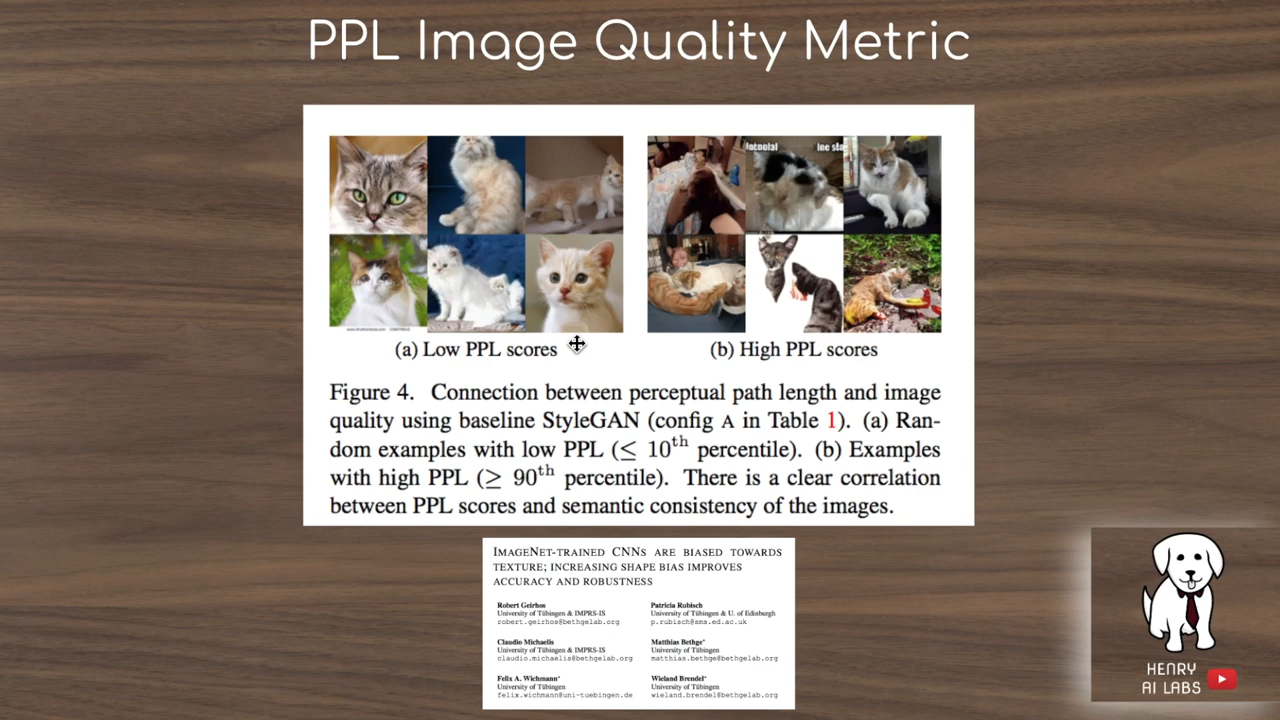 PPL Image Quality Metric
(a) Low PPL scores
(b) High PPL scores
Figure 4. Connection between perceptual path length and image
quality using baseline StyleGAN (config A in Table 1). (a) Ran-
dom examples with low PPL (≤ 10th percentile). (b) Examples
with high PPL (≥ 90th percentile). There is a clear correlation
between PPL scores and semantic consistency of the images.
IMAGENET-TRAINED CNNS ARE BIASED TOWARDS
TEXTURE; INCREASING SHAPE BIAS IMPROVES
ACCURACY AND ROBUSTNESS
Robert Geirhos
University of Tübingen & IMPRS-IS
robert.geirhos@bethgelab.org
Patricia Rubisch
University of Tübingen & U. of Edinburgh
p.rubisch@sms.ed.ac.uk
Claudio Michaelis
University of Tübingen & IMPRS-IS
claudio.michaelis@bethgelab.org
Matthias Bethge*
University of Tübingen
matthias.bethge@bethgelab.org
Felix A. Wichmann*
University of Tübingen
felix.wichmann@uni-tuebingen.de
Wieland Brendel*
University of Tübingen
wieland.brendel@bethgelab.org
HENRY
AI LABS